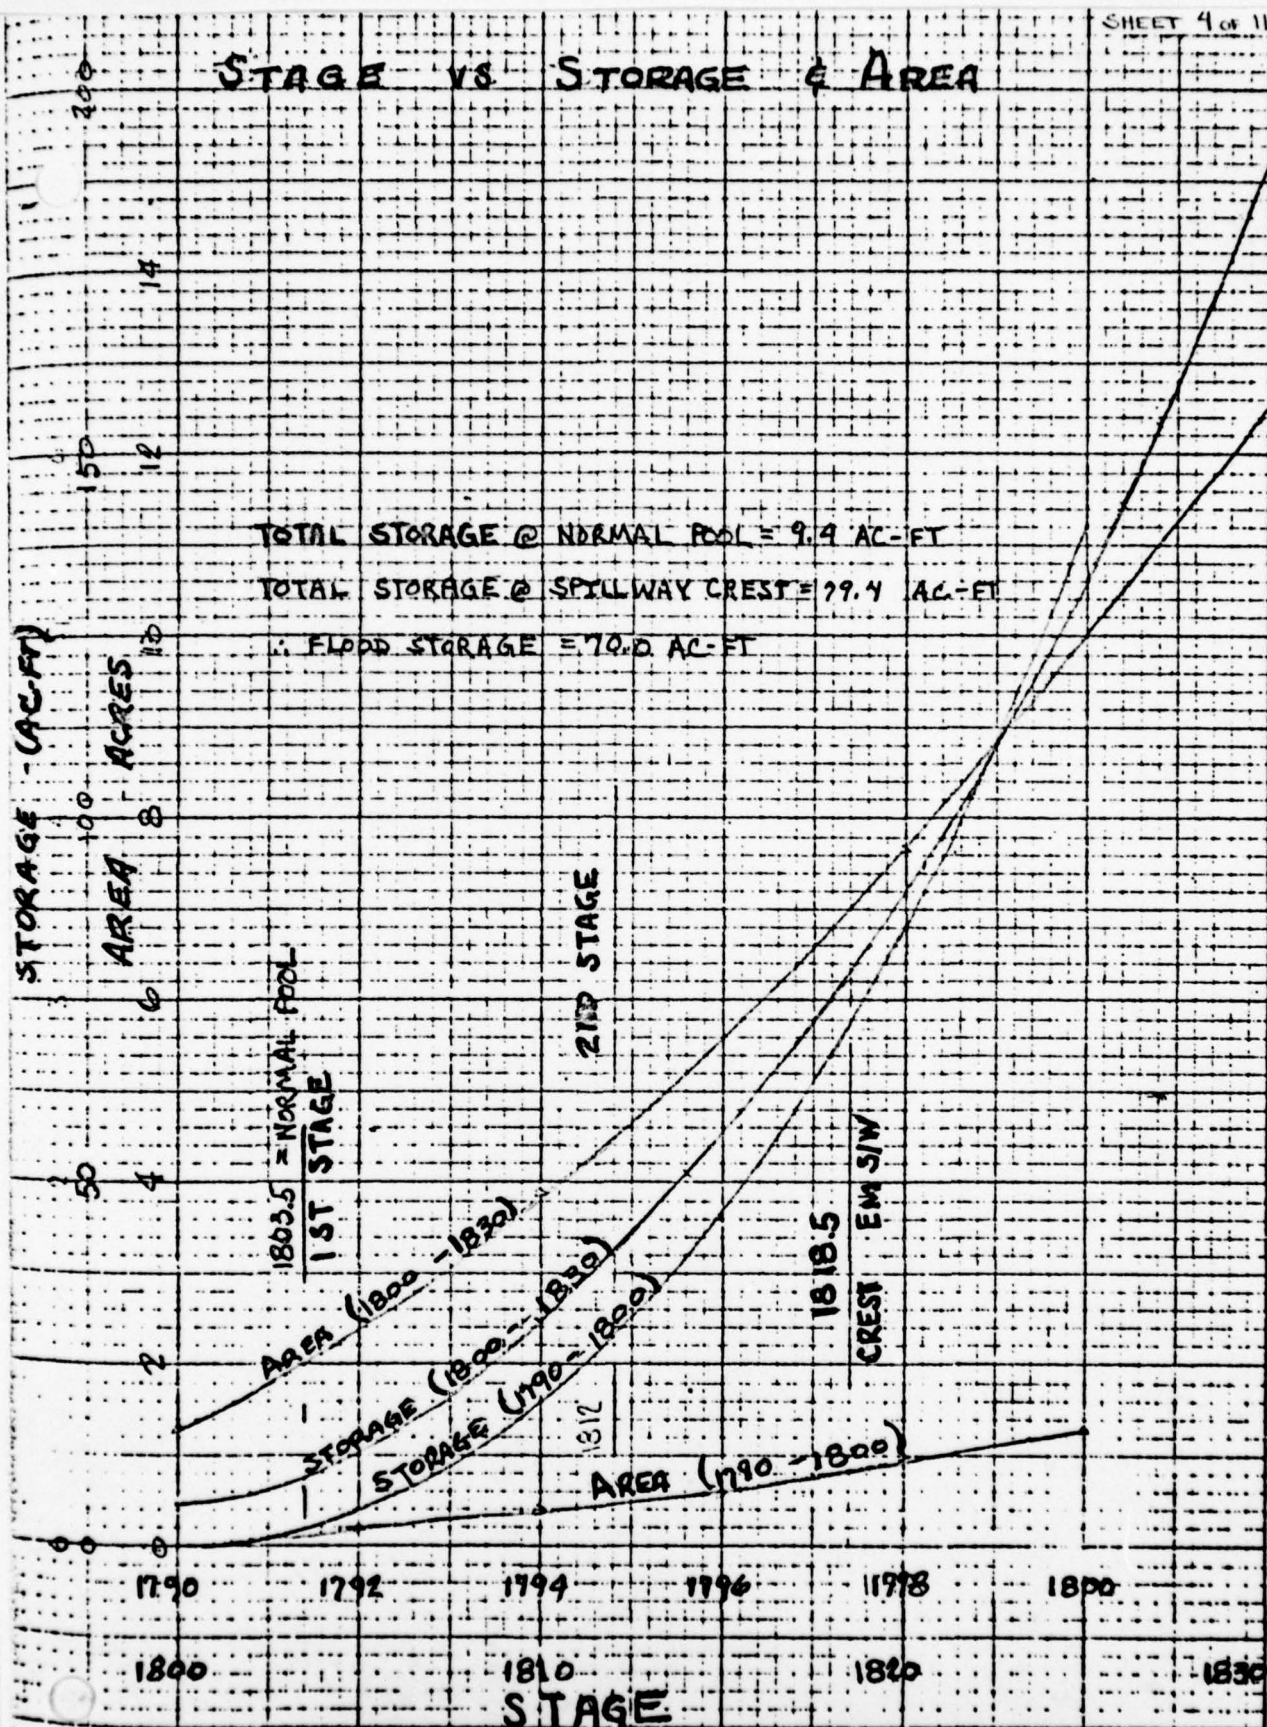 SHEET 4 OF 11
STAGE VS STORAGE & AREA
TOTAL STORAGE @ NORMAL POOL = 9.4 AC-FT
TOTAL STORAGE @ SPILLWAY CREST = 79.4 AC-FT
∴ FLOOD STORAGE = 70.0 AC-FT
STORAGE - (AC-FT)
200
150
100
50
0
0
AREA - ACRES
14
12
10
8
6
4
2
0
1803.5 = NORMAL POOL
1ST STAGE
2ND STAGE
1812
1818.5
CREST EM S/W
AREA (1800 - 1830)
STORAGE (1800 - 1830)
STORAGE (1790 - 1800)
AREA (1790 - 1800)
1790 1792 1794 1796 1798 1800
1800 1810 1820 1830
STAGE